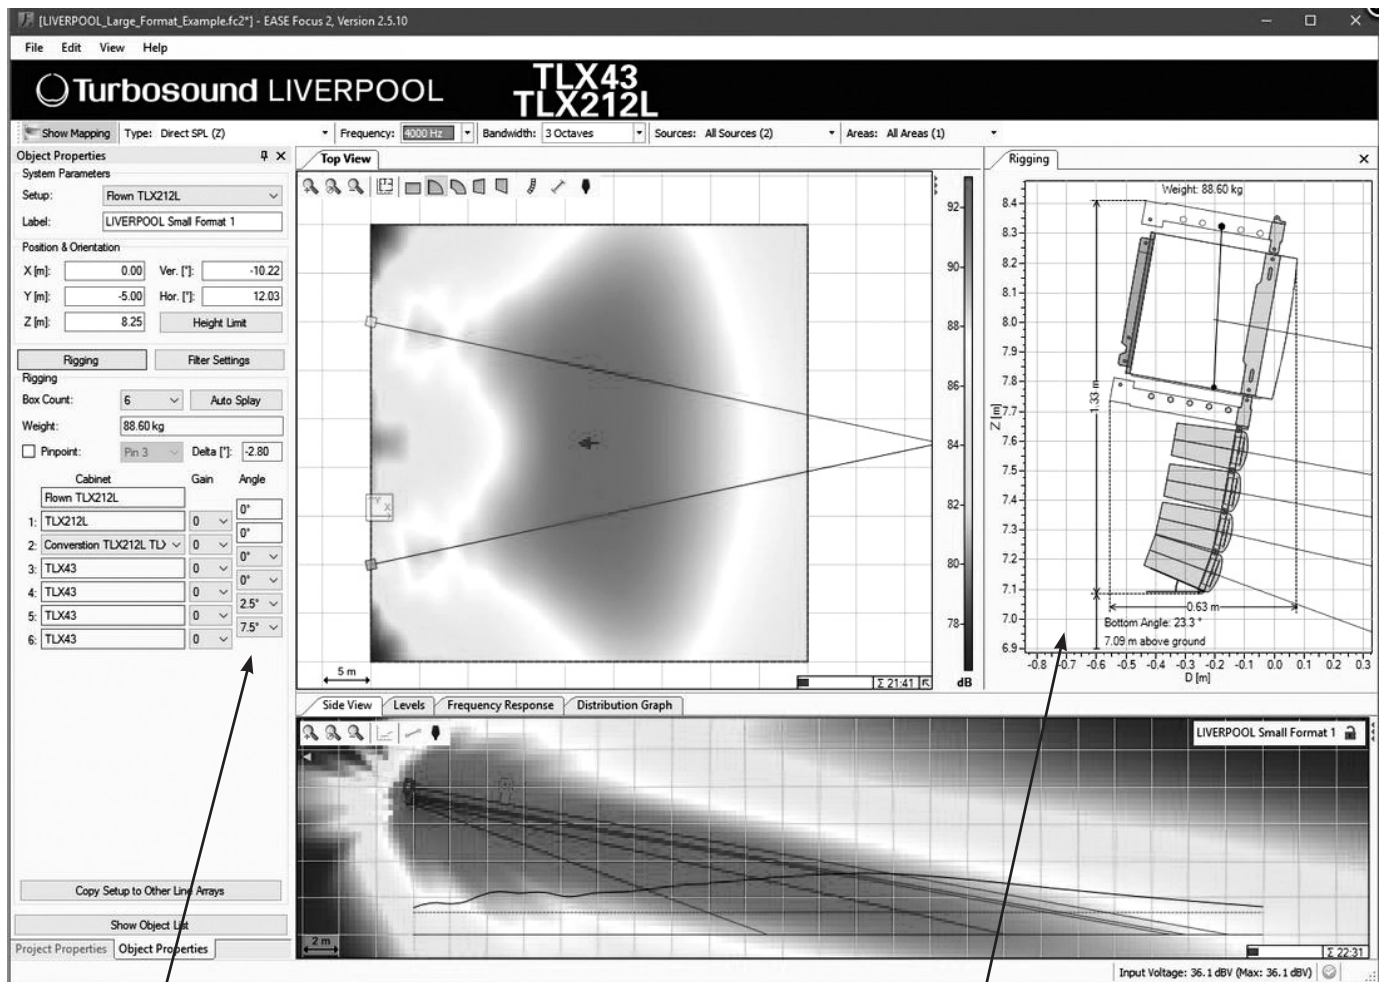 [LIVERPOOL_Large_Format_Example.fc2*] - EASE Focus 2, Version 2.5.10
File Edit View Help
Turbosound LIVERPOOL TLX43
TLX212L
Show Mapping Type: Direct SPL (Z) Frequency: 4000 Hz Bandwidth: 3 Octaves Sources: All Sources (2) Areas: All Areas (1)
Object Properties
System Parameters
Setup: Flown TLX212L
Label: LIVERPOOL Small Format 1
Position & Orientation
X [m]: 0.00 Ver. [°]: -10.22
Y [m]: -5.00 Hor. [°]: 12.03
Z [m]: 8.25 Height Limit
Rigging Filter Settings
Rigging
Box Count: 6 Auto Splay
Weight: 88.60 kg
Pinpoint: Pin 3 Delta [°]: -2.80
Cabinet Gain Angle
Flown TLX212L
0°
1: TLX212L 0
0°
2: Converstion TLX212L TL 0
0°
3: TLX43 0
0°
4: TLX43 0
2.5°
5: TLX43 0
7.5°
6: TLX43 0
Copy Setup to Other Line Arrays
Show Object List
Project Properties Object Properties
Top View
Y
X
5 m
Σ 21:41
92
90
88
86
84
82
80
78
dB
Rigging
Weight: 88.60 kg
8.4
8.3
8.2
8.1
8.0
7.9
7.8
7.7
7.6
7.5
7.4
7.3
7.2
7.1
7.0
6.9
Z [m]
1.33 m
0.63 m
Bottom Angle: 23.3 °
7.09 m above ground
-0.8 -0.7 -0.6 -0.5 -0.4 -0.3 -0.2 -0.1 0.0 0.1 0.2 0.3
D [m]
Side View Levels Frequency Response Distribution Graph
LIVERPOOL Small Format 1
2 m
Σ 22:31
Input Voltage: 36.1 dBV (Max: 36.1 dBV)